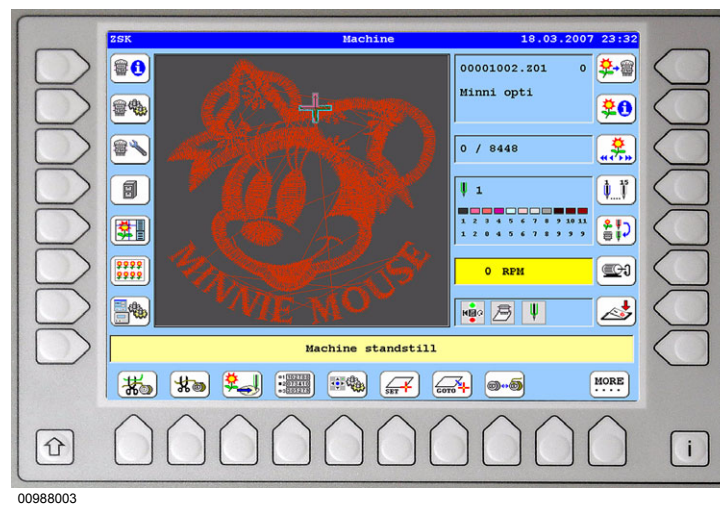 ZSK Machine 18.03.2007 23:32
00001002.Z01 0
Minni opti
0 / 8448
1 15
1
1 2 3 4 5 6 7 8 9 10 11
1 2 0 4 5 6 7 8 9 9 9
0 RPM
MINNIE MOUSE
Machine standstill
SET
GOTO
MORE
....
i
00988003